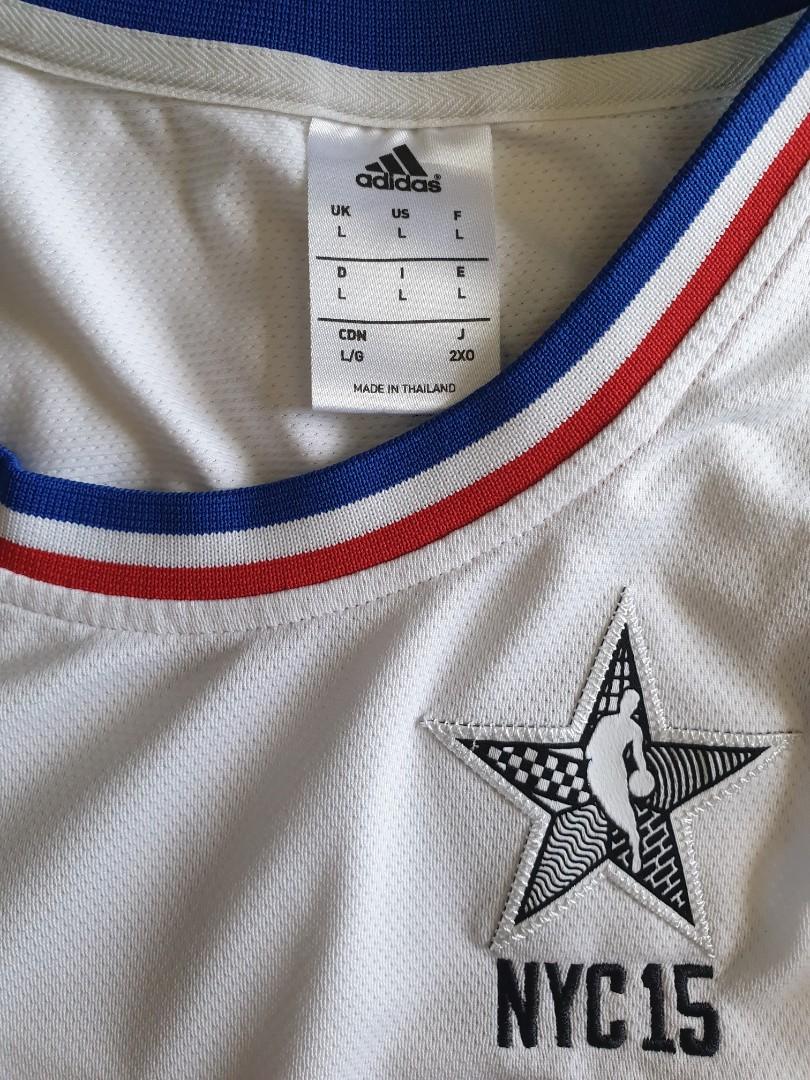 adidas®
UK US F
L L L
D I E
L L L
CDN J
L/G 2XO
MADE IN THAILAND
NYC 15